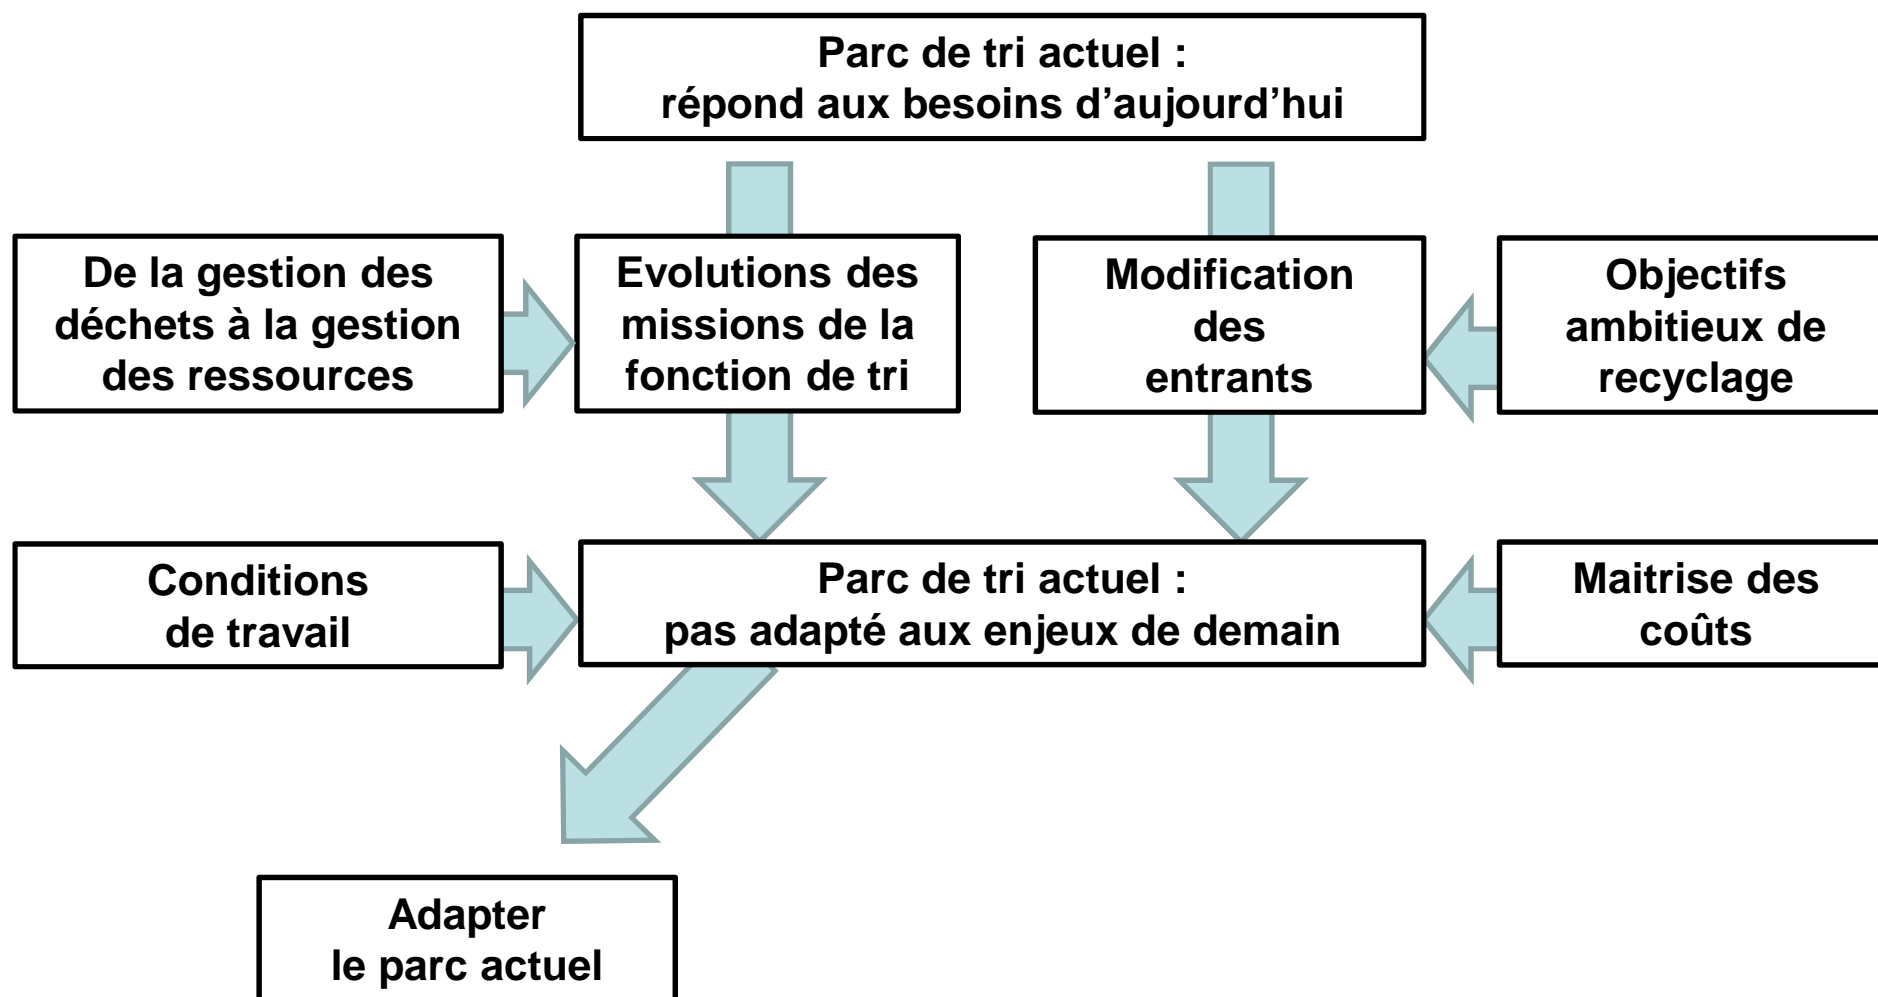 Parc de tri actuel :
répond aux besoins d’aujourd’hui
De la gestion des
déchets à la gestion
des ressources
Evolutions des
missions de la
fonction de tri
Modification
des
entrants
Objectifs
ambitieux de
recyclage
Conditions
de travail
Parc de tri actuel :
pas adapté aux enjeux de demain
Maitrise des
coûts
Adapter
le parc actuel